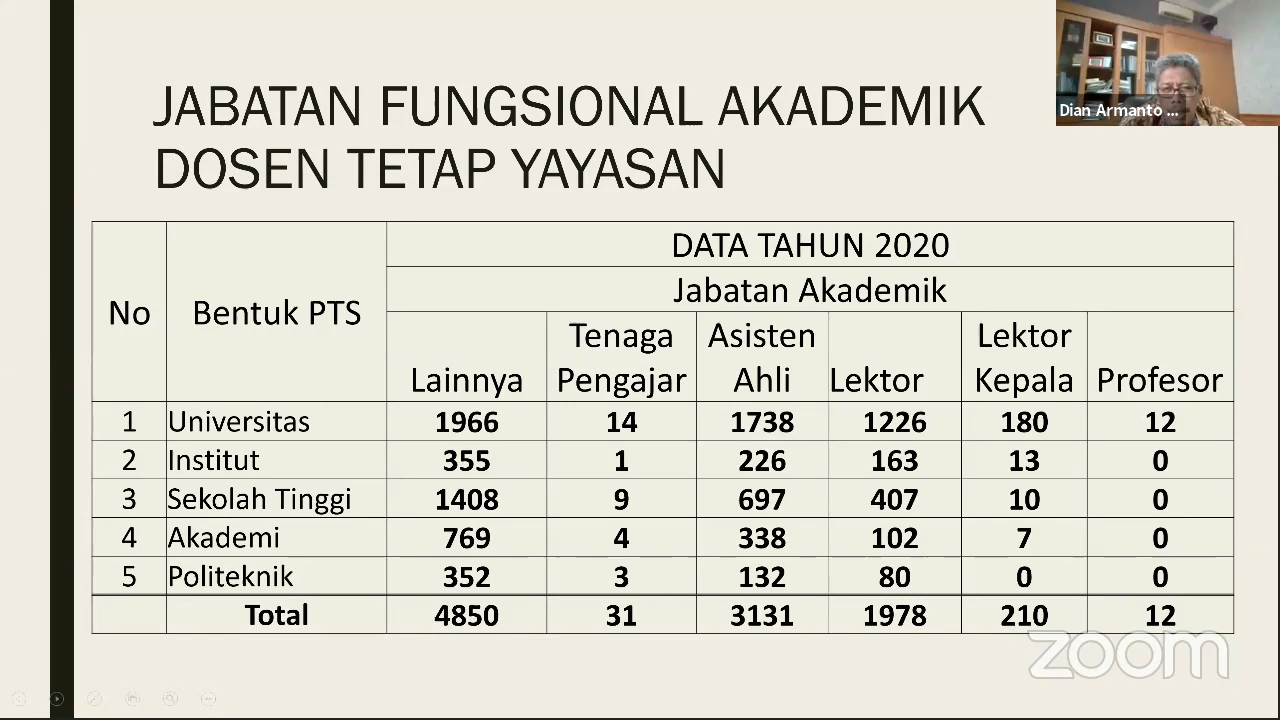 Dian Armanto ...
JABATAN FUNGSIONAL AKADEMIK
DOSEN TETAP YAYASAN
No Bentuk PTS DATA TAHUN 2020
Jabatan Akademik
Lainnya Tenaga Pengajar Asisten Ahli Lektor Lektor Kepala Profesor
1 Universitas 1966 14 1738 1226 180 12
2 Institut 355 1 226 163 13 0
3 Sekolah Tinggi 1408 9 697 407 10 0
4 Akademi 769 4 338 102 7 0
5 Politeknik 352 3 132 80 0 0
Total 4850 31 3131 1978 210 12
zoom